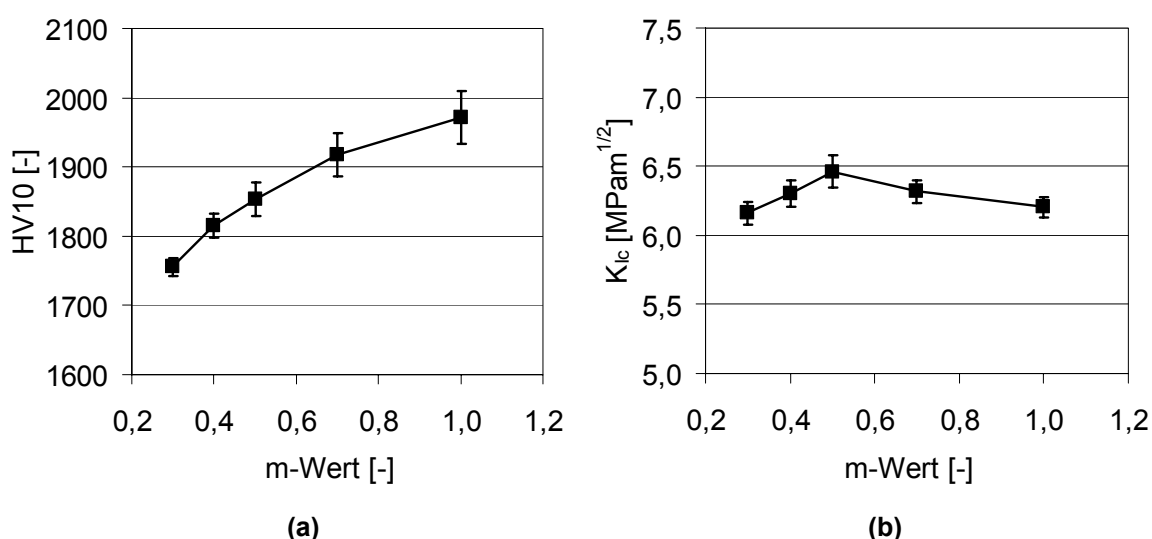 2100
2000
1900
1800
1700
1600
HV10 [-]
0,2 0,4 0,6 0,8 1,0 1,2
m-Wert [-]
(a)
7,5
7,0
6,5
6,0
5,5
5,0
K_Ic [MPam^1/2]
0,2 0,4 0,6 0,8 1,0 1,2
m-Wert [-]
(b)